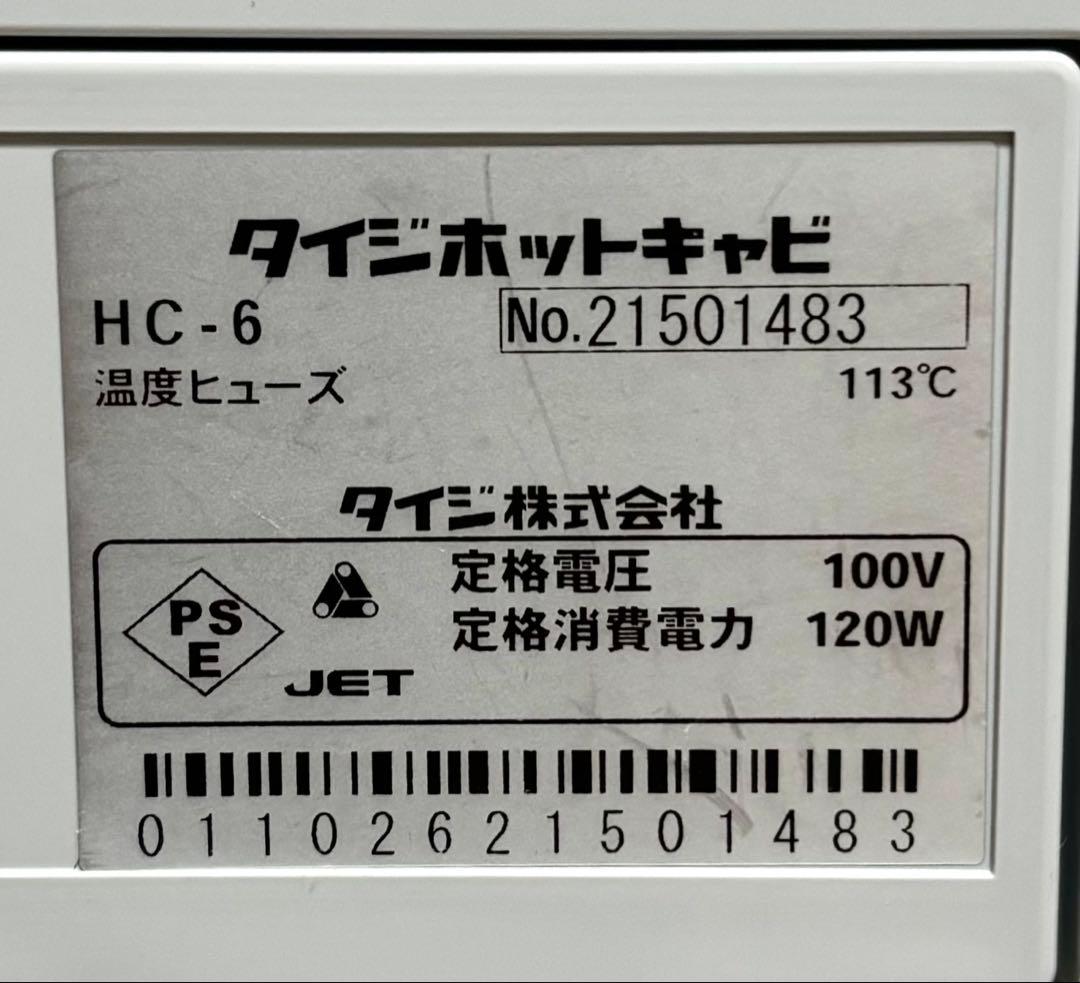 タイジホットキャビ
HC-6
No.21501483
温度ヒューズ 113℃
タイジ株式会社
PS
E
JET
定格電圧 100V
定格消費電力 120W
01102621501483